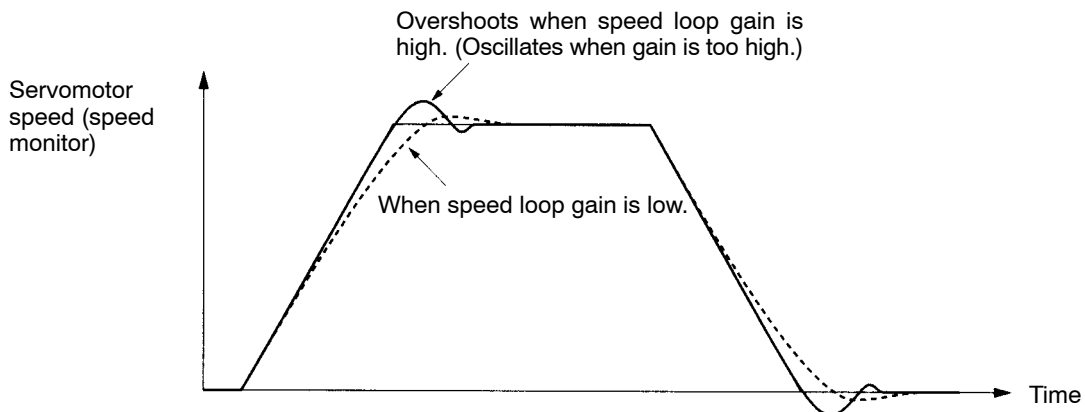 Overshoots when speed loop gain is
high. (Oscillates when gain is too high.)
Servomotor
speed (speed
monitor)
When speed loop gain is low.
Time